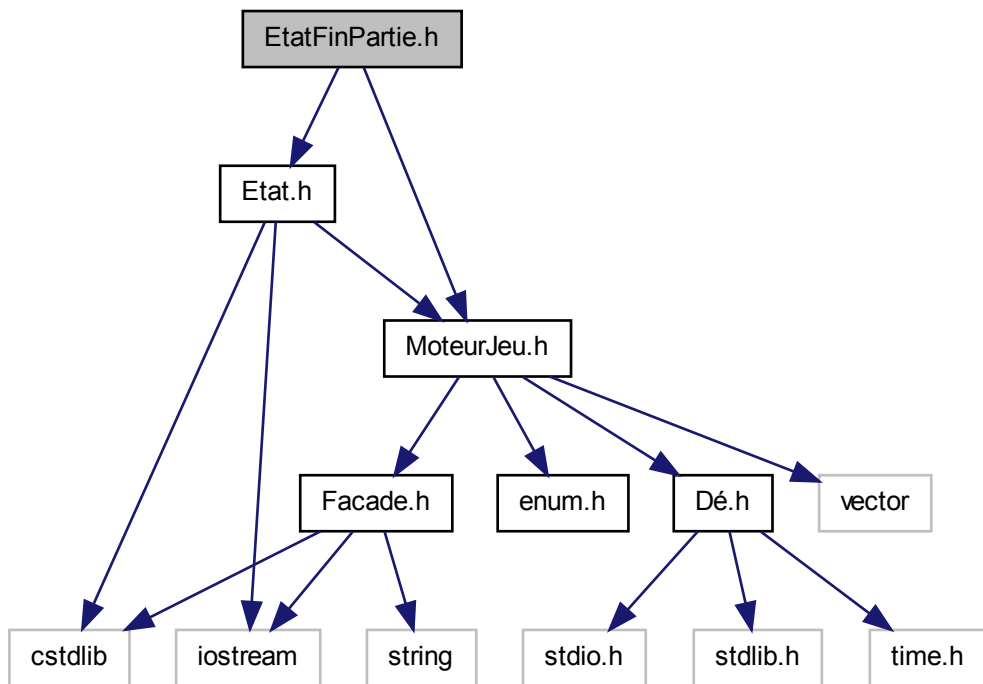 EtatFinPartie.h
Etat.h
MoteurJeu.h
Facade.h
enum.h
Dé.h
vector
cstdlib
iostream
string
stdio.h
stdlib.h
time.h